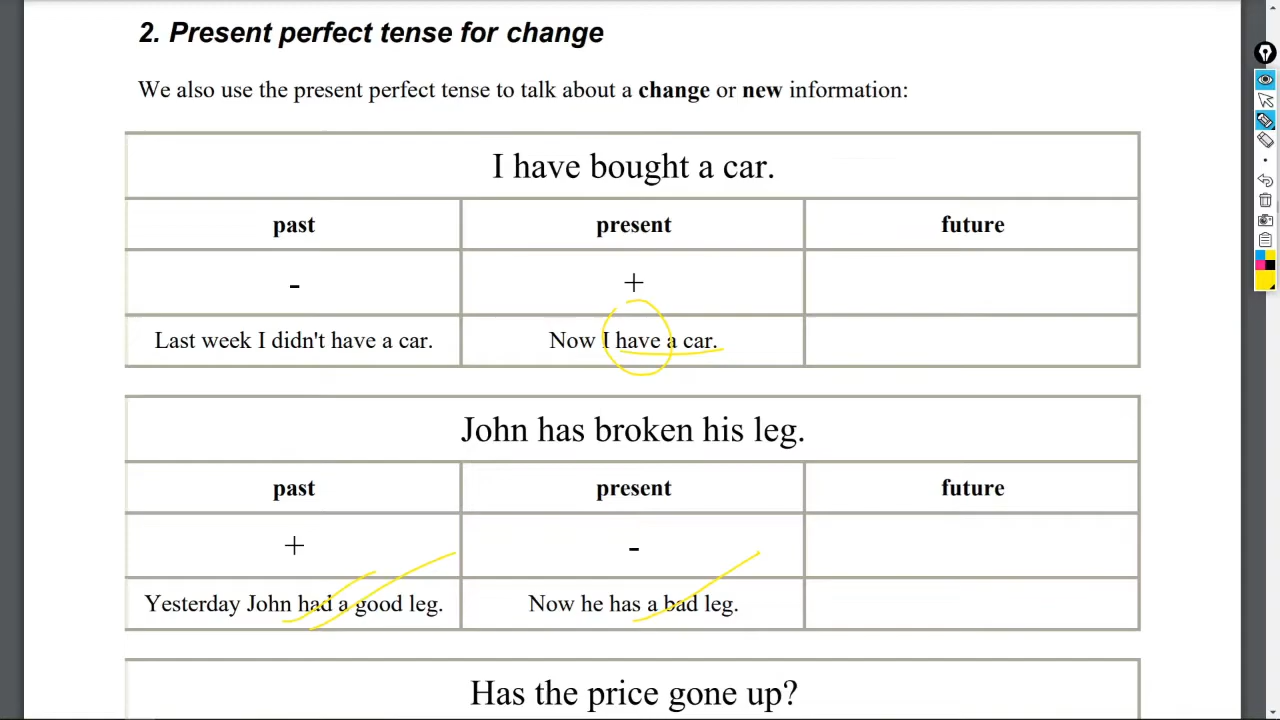 2. Present perfect tense for change
We also use the present perfect tense to talk about a change or new information:
I have bought a car.
past present future
- +
Last week I didn't have a car. Now I have a car.
John has broken his leg.
past present future
+ -
Yesterday John had a good leg. Now he has a bad leg.
Has the price gone up?